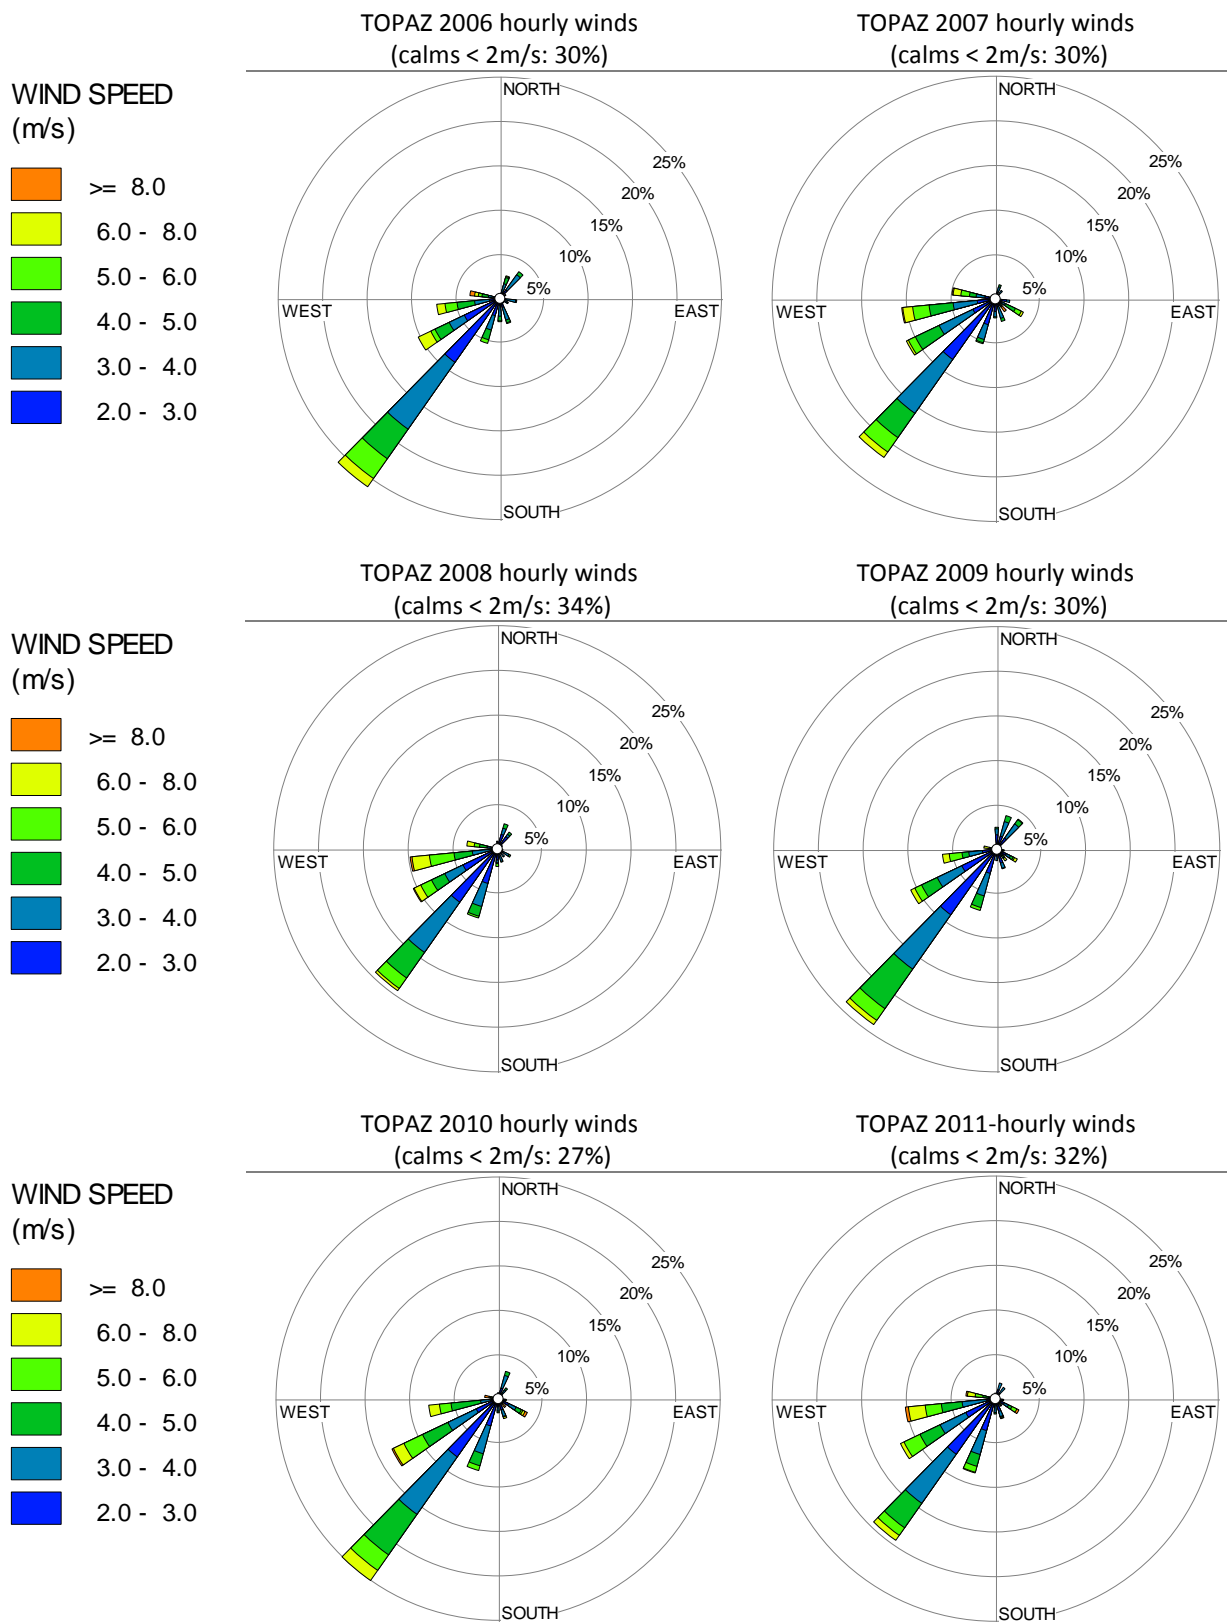 TOPAZ 2006 hourly winds
(calms < 2m/s: 30%)
TOPAZ 2007 hourly winds
(calms < 2m/s: 30%)
WIND SPEED
(m/s)
>= 8.0
6.0 - 8.0
5.0 - 6.0
4.0 - 5.0
3.0 - 4.0
2.0 - 3.0
NORTH
25%
20%
15%
10%
5%
WEST
EAST
SOUTH
NORTH
25%
20%
15%
10%
5%
WEST
EAST
SOUTH
TOPAZ 2008 hourly winds
(calms < 2m/s: 34%)
TOPAZ 2009 hourly winds
(calms < 2m/s: 30%)
WIND SPEED
(m/s)
>= 8.0
6.0 - 8.0
5.0 - 6.0
4.0 - 5.0
3.0 - 4.0
2.0 - 3.0
NORTH
25%
20%
15%
10%
5%
WEST
EAST
SOUTH
NORTH
25%
20%
15%
10%
5%
WEST
EAST
SOUTH
TOPAZ 2010 hourly winds
(calms < 2m/s: 27%)
TOPAZ 2011-hourly winds
(calms < 2m/s: 32%)
WIND SPEED
(m/s)
>= 8.0
6.0 - 8.0
5.0 - 6.0
4.0 - 5.0
3.0 - 4.0
2.0 - 3.0
NORTH
25%
20%
15%
10%
5%
WEST
EAST
SOUTH
NORTH
25%
20%
15%
10%
5%
WEST
EAST
SOUTH